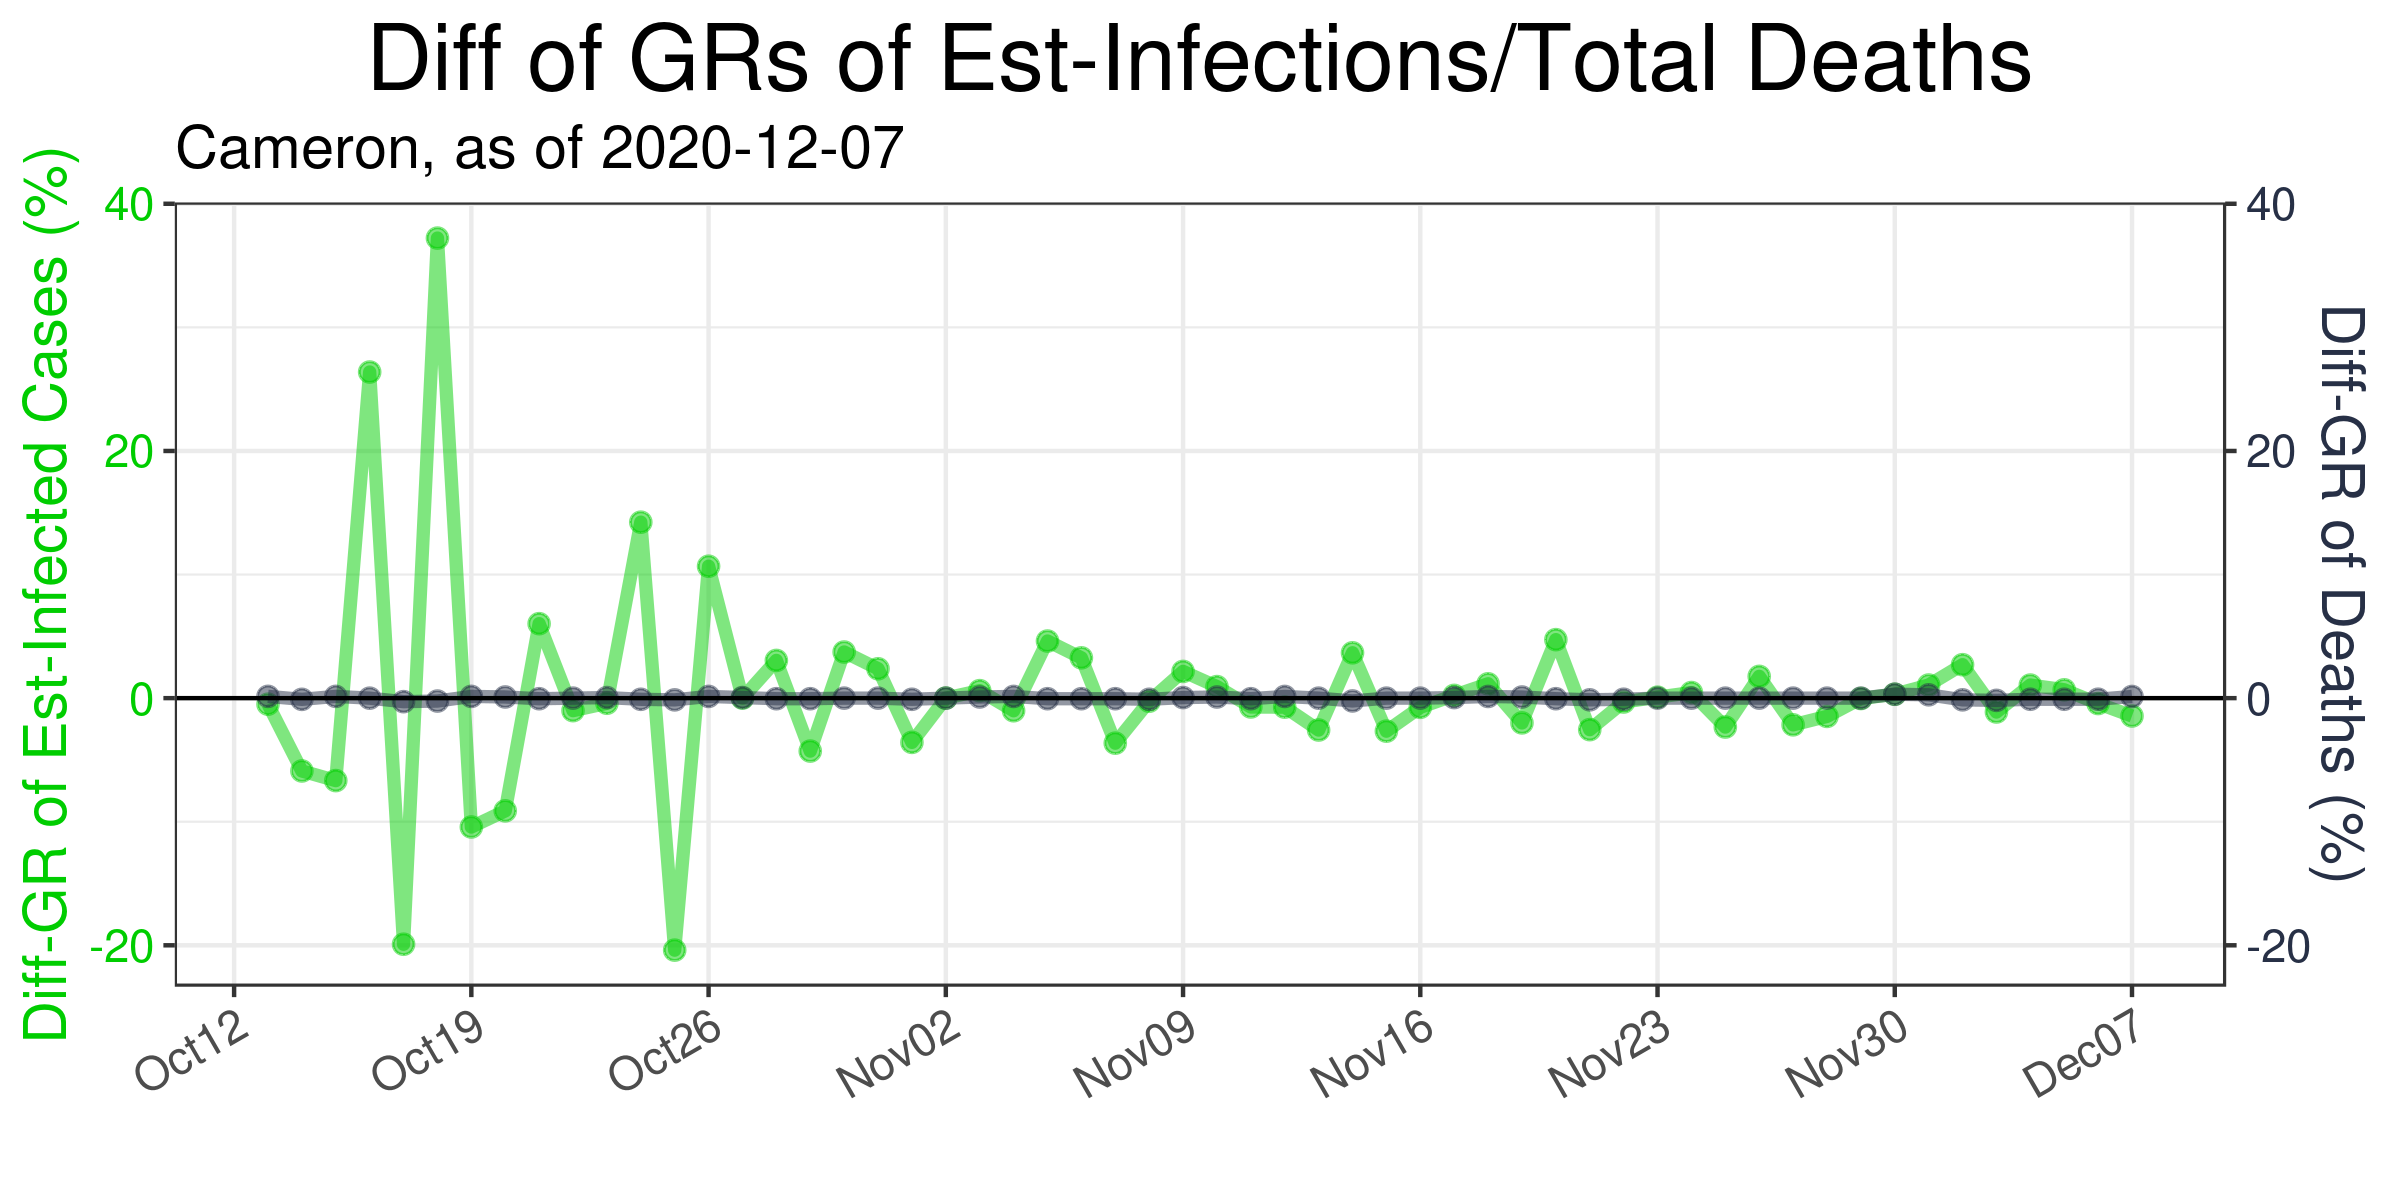 Diff of GRs of Est-Infections/Total Deaths
Cameron, as of 2020-12-07
Diff-GR of Est-Infected Cases (%)
40
20
0
-20
40
20
0
-20
Diff-GR of Deaths (%)
Oct12
Oct19
Oct26
Nov02
Nov09
Nov16
Nov23
Nov30
Dec07